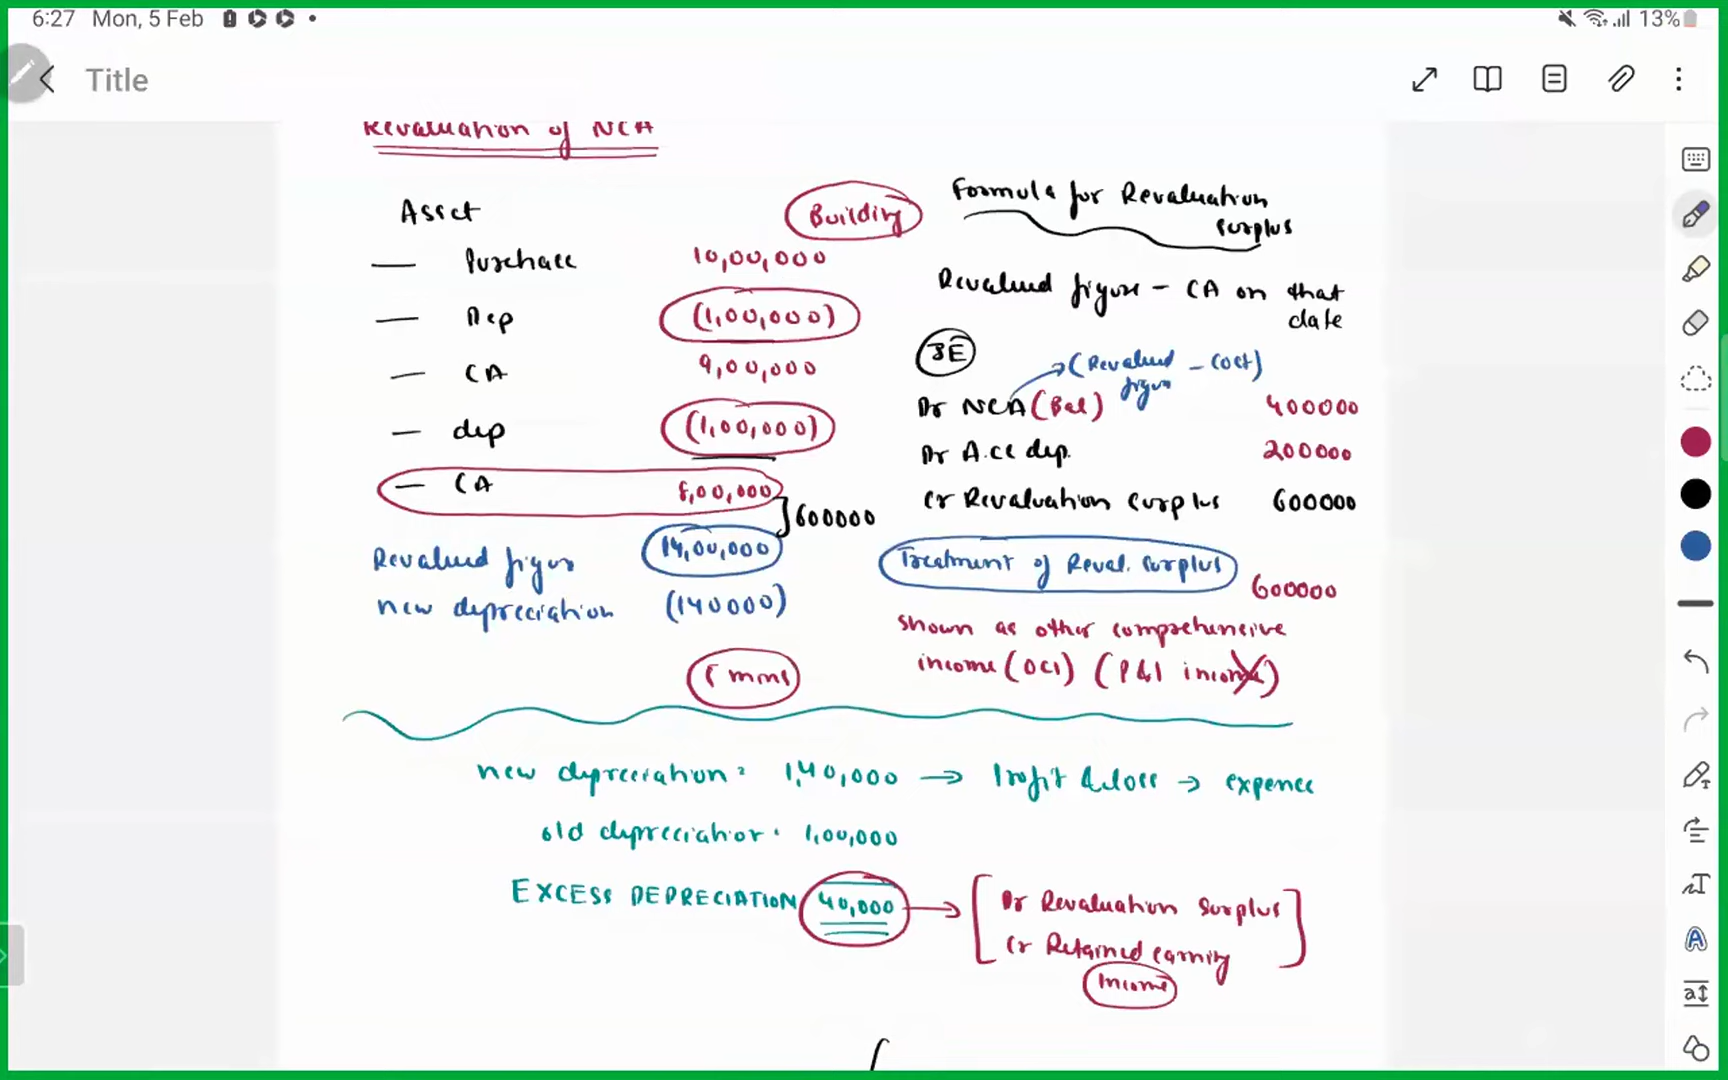 6:27 Mon, 5 Feb
13%
Title
Revaluation of NCA
Asset
Building
— Purchase 10,00,000
— Dep (1,00,000)
— CA 9,00,000
— dep (1,00,000)
— CA 8,00,000
600000
Revalued figure 14,00,000
new depreciation (140000)
Formula for Revaluation
surplus
Revalued figure - CA on that
date
JE
(Revalued figure - cost)
Dr NCA (Bal) 400000
Dr Acc dep. 200000
Cr Revaluation surplus 600000
Treatment of Reval. surplus
600000
shown as other comprehensive
income (OCI) (P&L income)
new depreciation: 1,40,000 → Profit & loss → expense
old depreciation: 1,00,000
EXCESS DEPRECIATION 40,000 →
Dr Revaluation Surplus
Cr Retained earning
Income